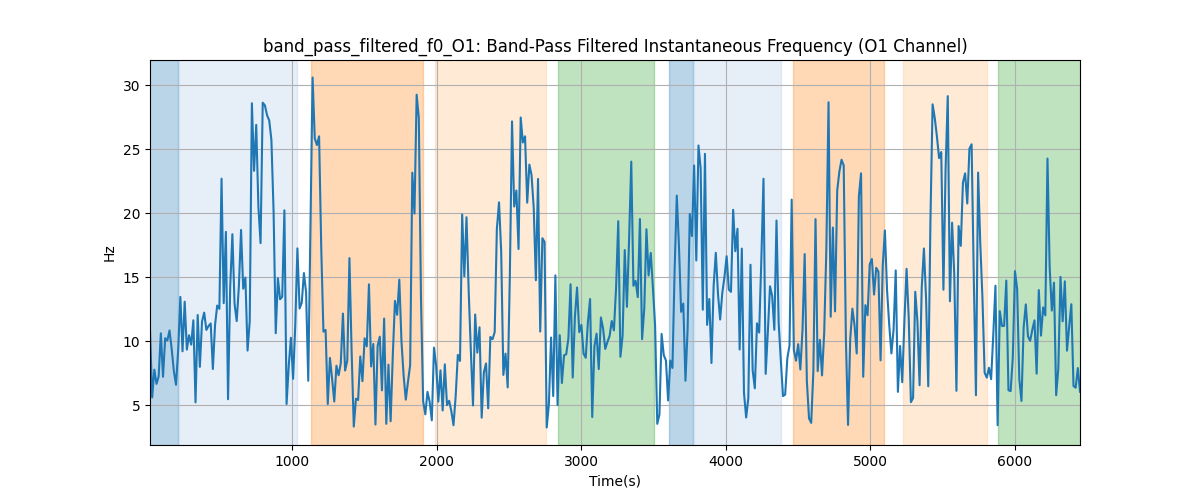 band_pass_filtered_f0_O1: Band-Pass Filtered Instantaneous Frequency (O1 Channel)
Hz
30
25
20
15
10
5
1000 2000 3000 4000 5000 6000
Time(s)